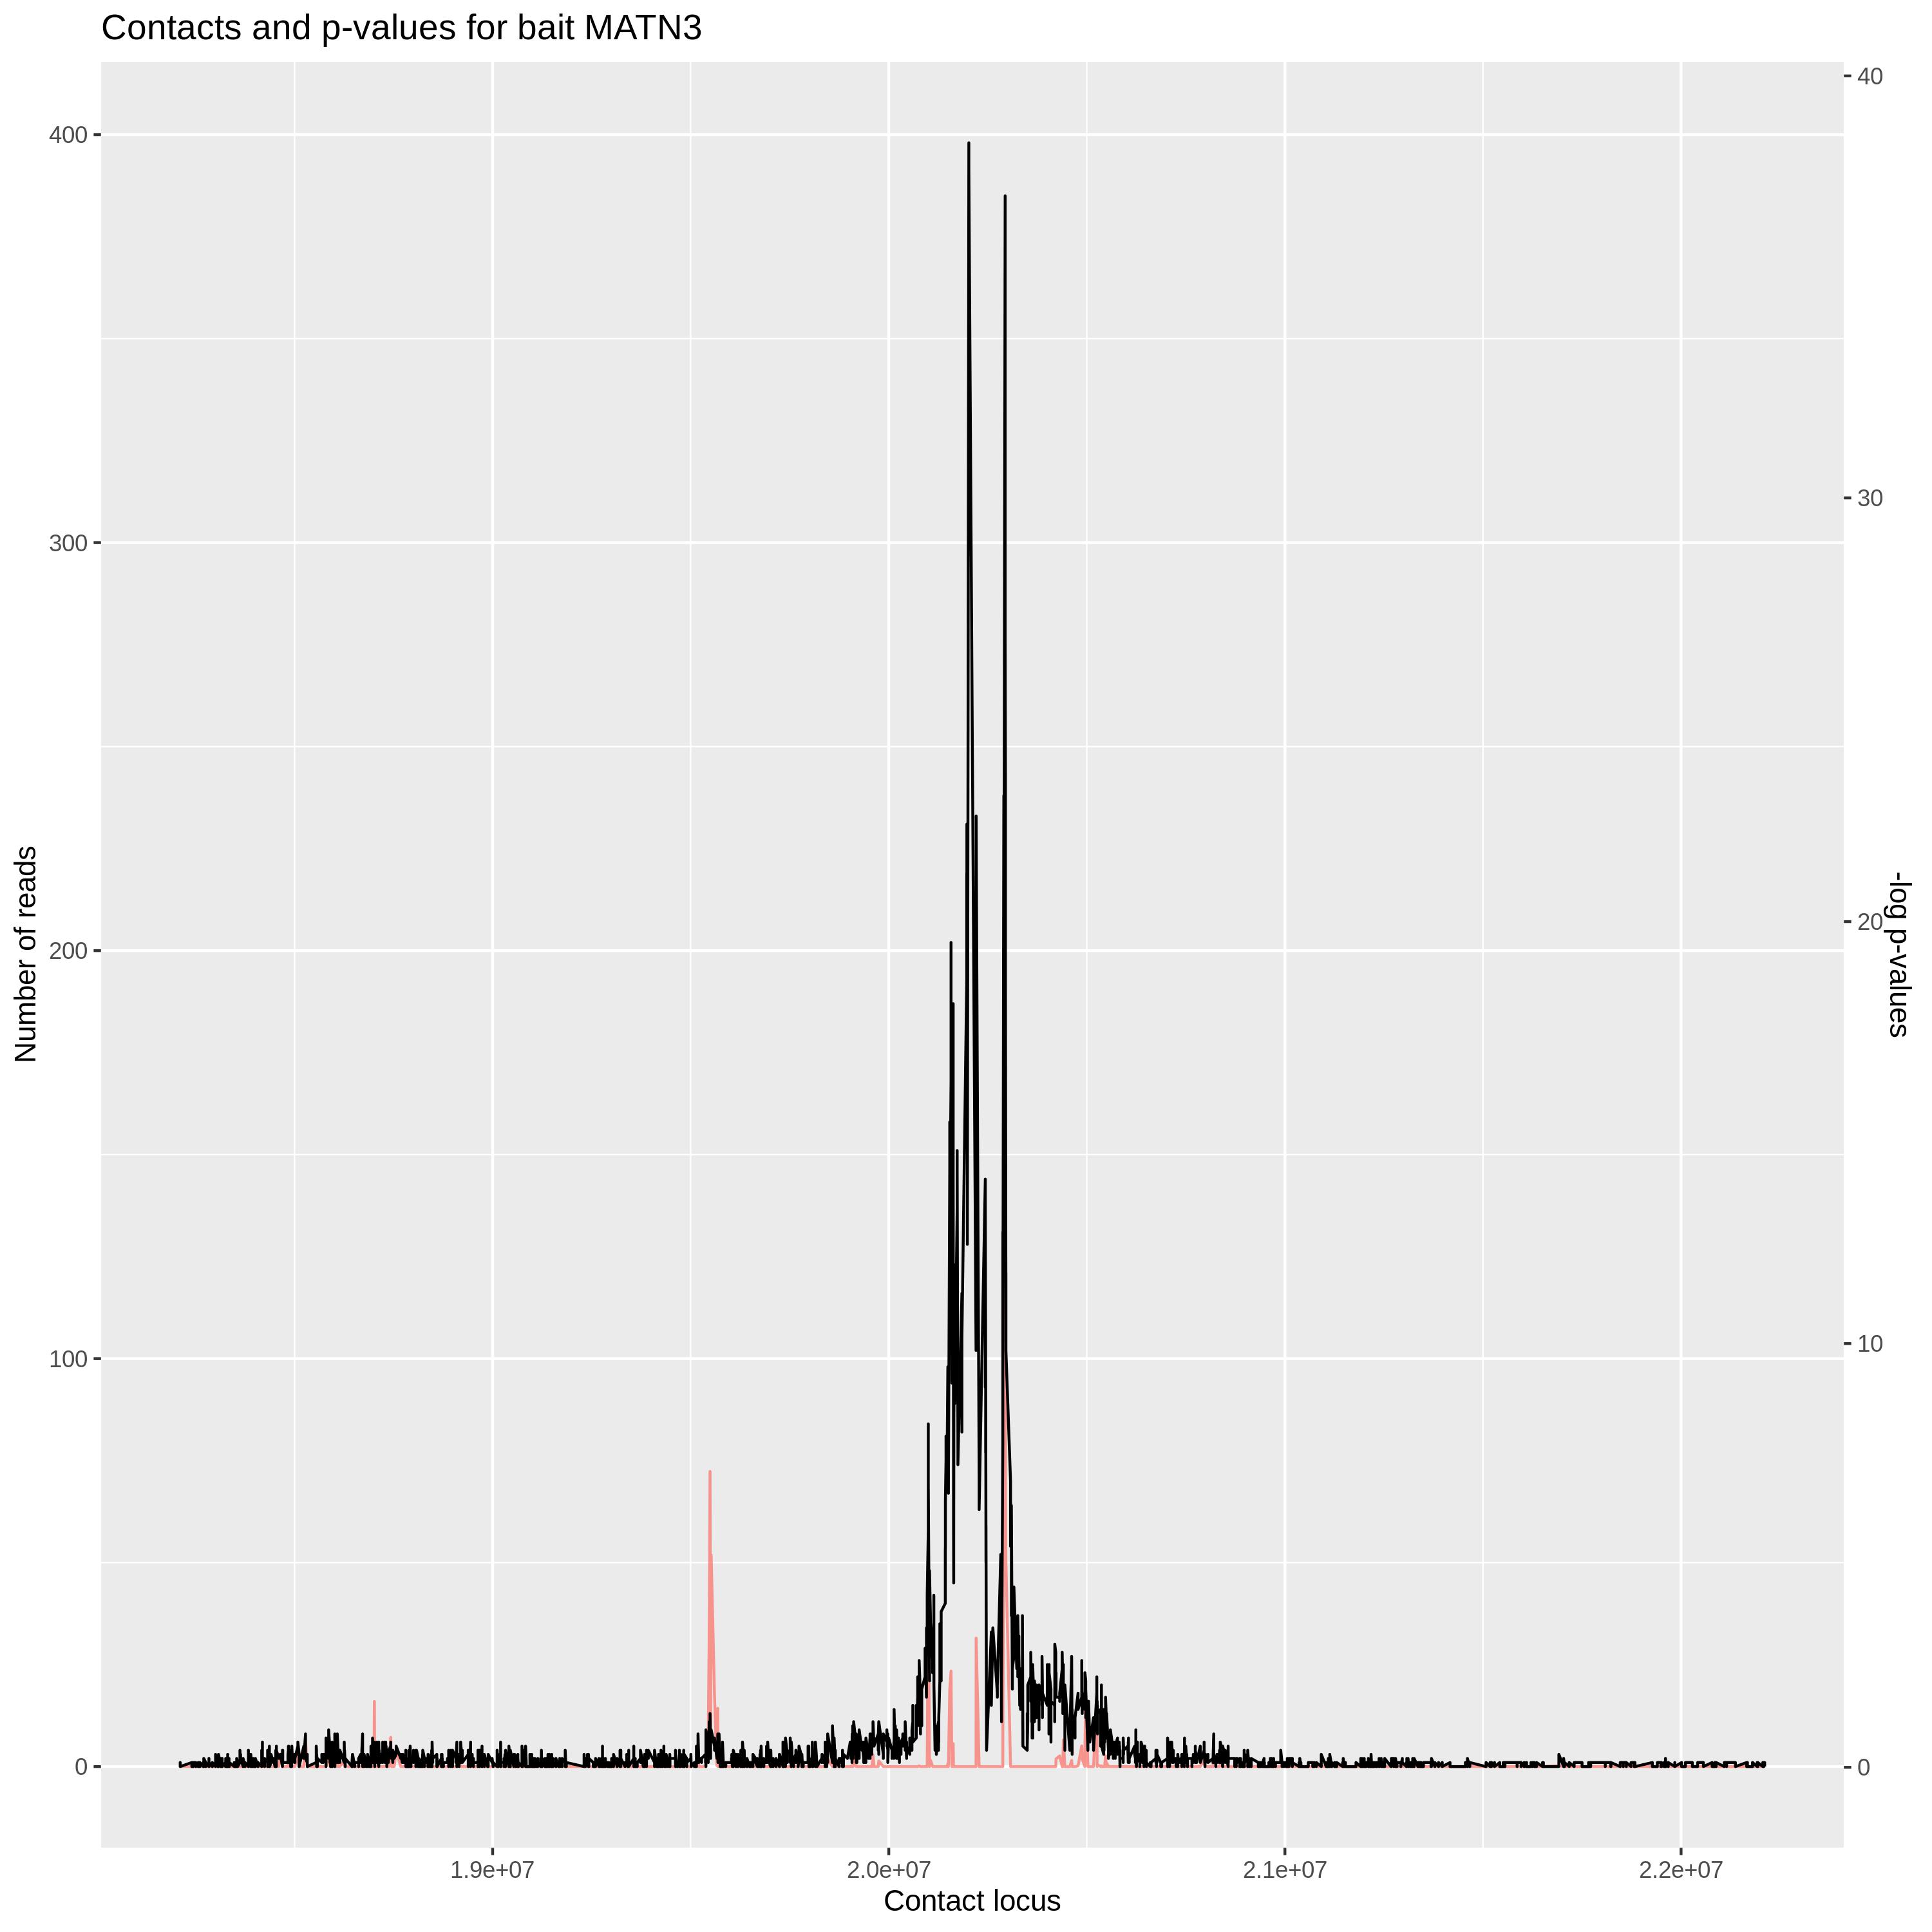 Contacts and p-values for bait MATN3
400
300
200
100
0
Number of reads
40
30
20
10
0
-log p-values
1.9e+07
2.0e+07
2.1e+07
2.2e+07
Contact locus